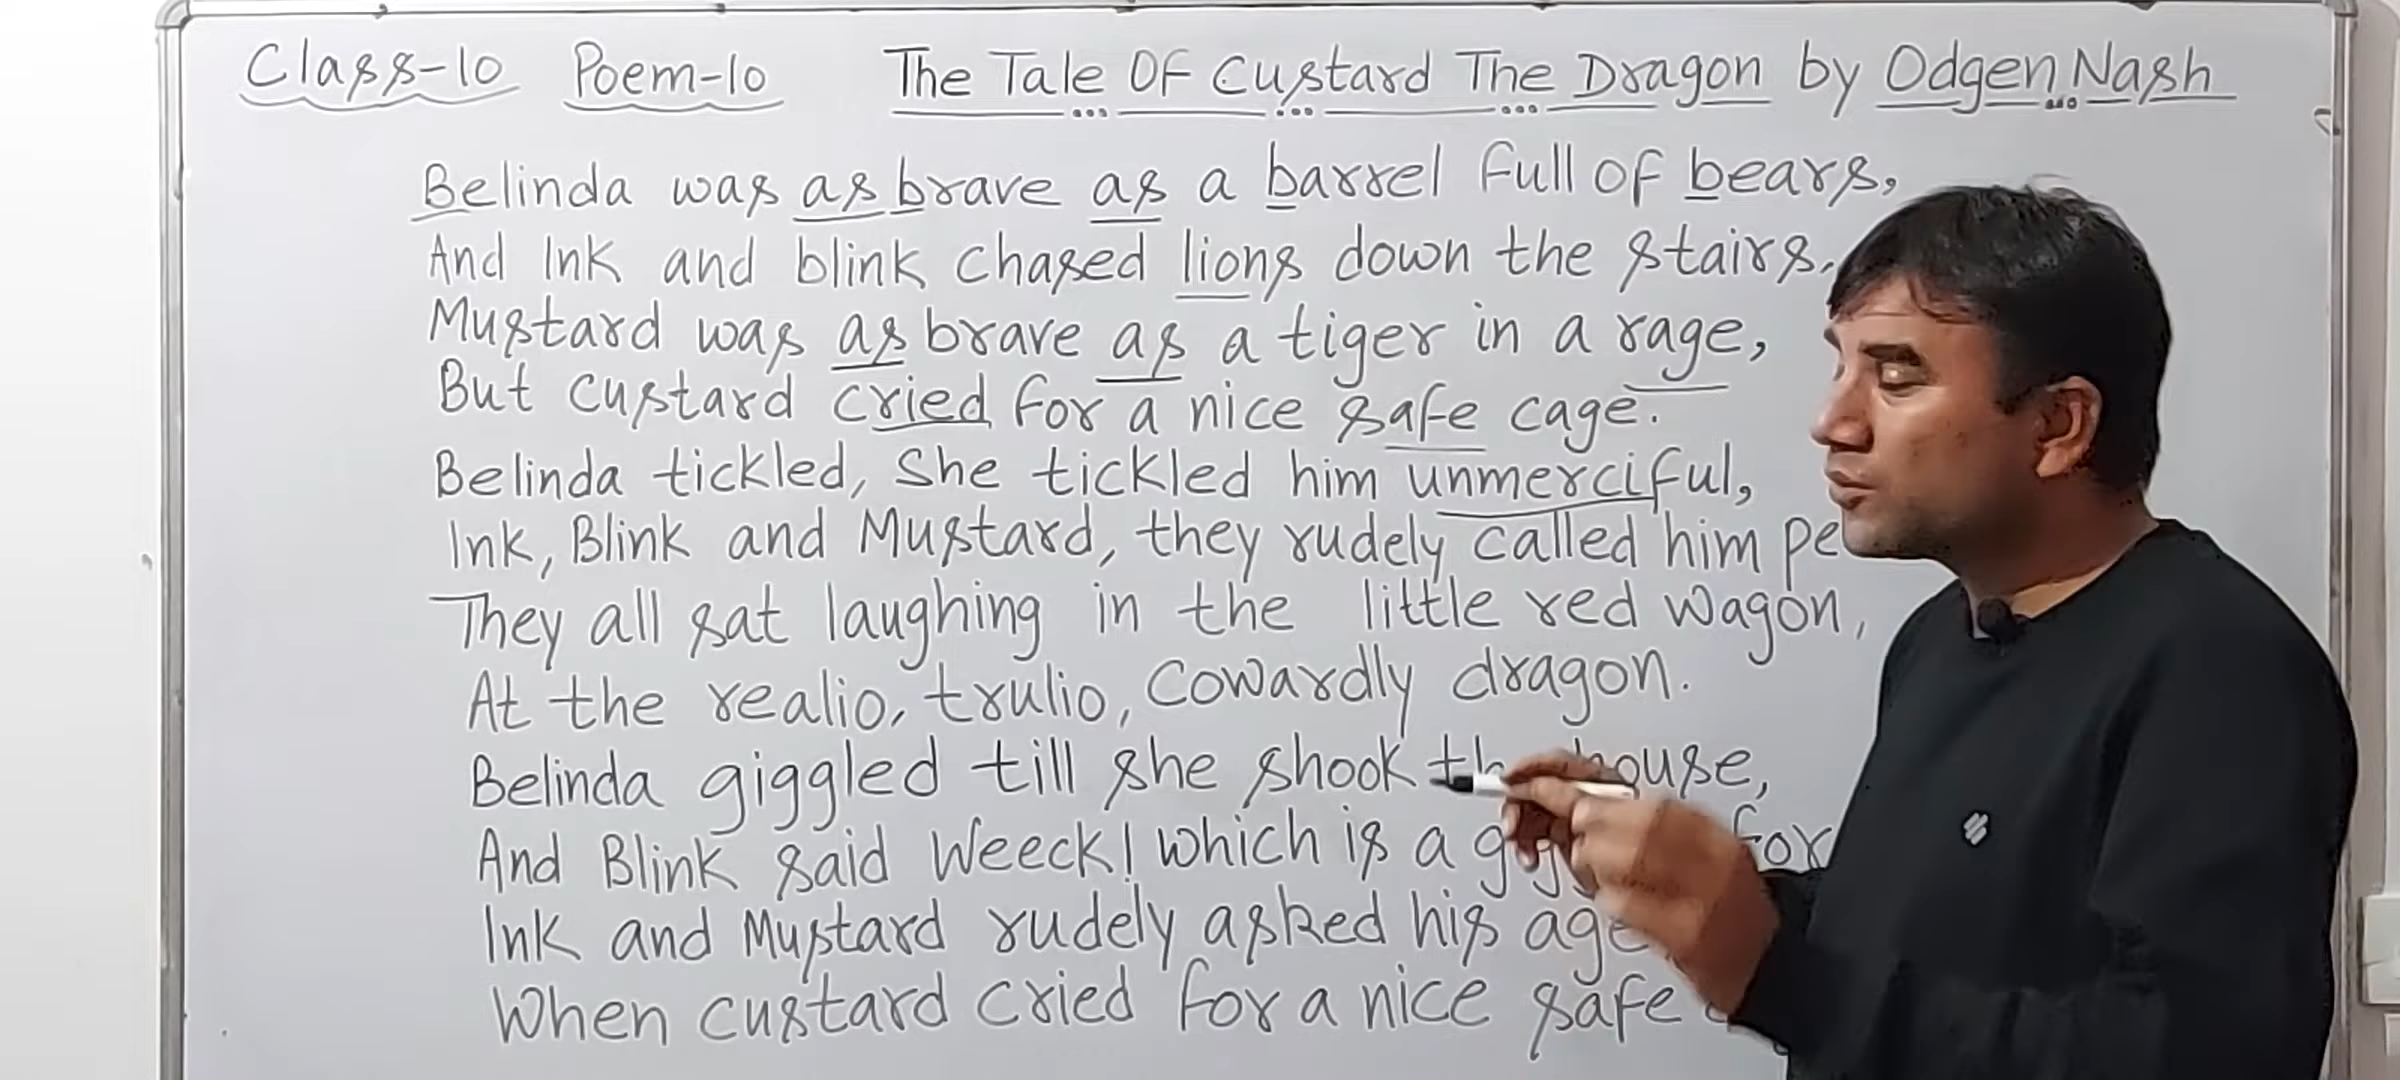 Class-10 Poem-10 The Tale OF Custard The Dragon by Odgen Nash
Belinda was as brave as a barrel full of bears,
And Ink and blink chased lions down the stairs,
Mustard was as brave as a tiger in a rage,
But custard cried for a nice safe cage.
Belinda tickled, She tickled him unmerciful,
Ink, Blink and Mustard, they rudely called him
They all sat laughing in the little red wagon,
At the realio, trulio, cowardly dragon.
Belinda giggled till she shook the house,
And Blink said Weeck! which is a for
Ink and Mustard rudely asked his age
When custard cried for a nice safe